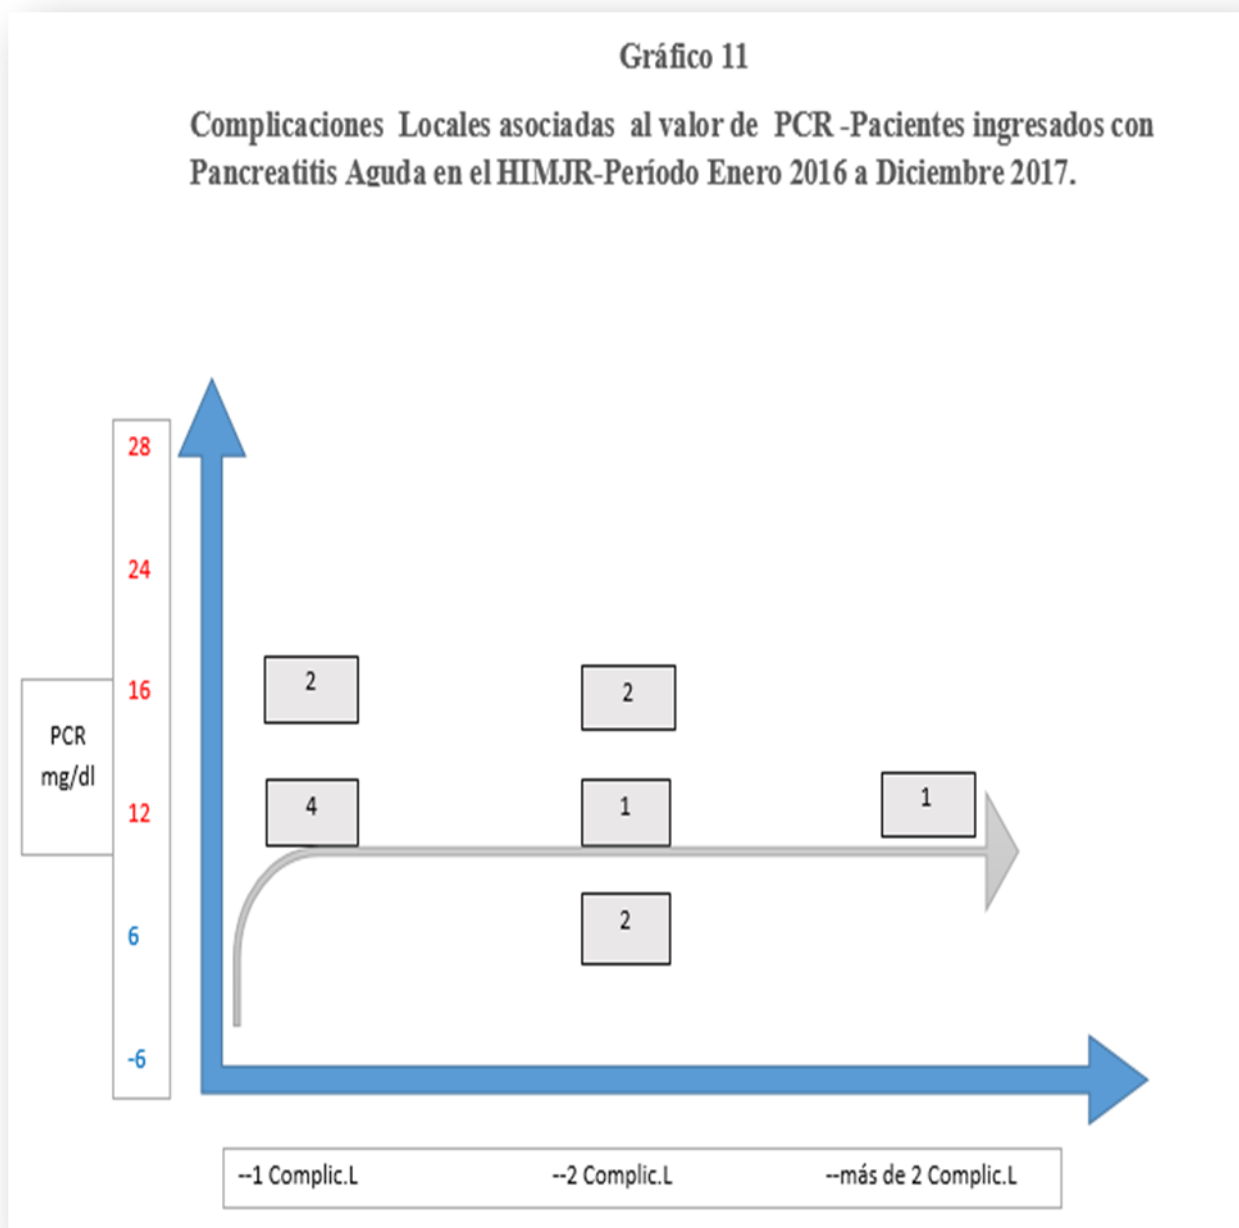 Gráfico 11
Complicaciones Locales asociadas al valor de PCR -Pacientes ingresados con
Pancreatitis Aguda en el HIMJR-Período Enero 2016 a Diciembre 2017.
28
24
2
2
16
PCR
mg/dl
12
4
1
1
6
2
-6
--1 Complic.L
--2 Complic.L
--más de 2 Complic.L